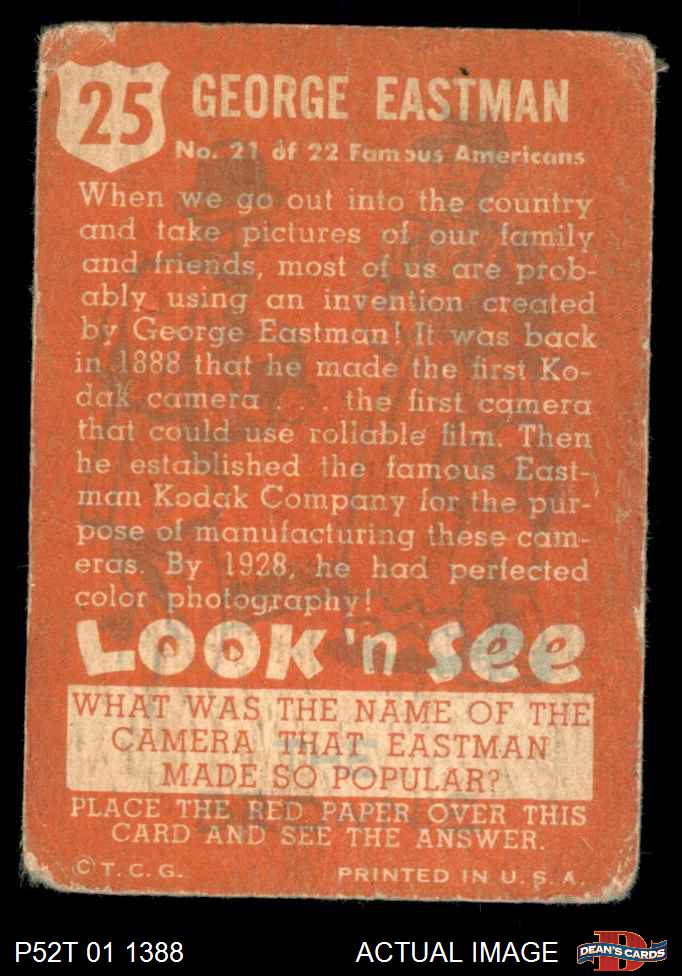 25
GEORGE EASTMAN
No. 21 of 22 Famous Americans
When we go out into the country
and take pictures of our family
and friends, most of us are prob-
ably using an invention created
by George Eastman! It was back
in 1888 that he made the first Ko-
dak camera . . . the first camera
that could use rollable film. Then
he established the famous East-
man Kodak Company for the pur-
pose of manufacturing these cam-
eras. By 1928, he had perfected
color photography!
LOOK 'n SEE
WHAT WAS THE NAME OF THE
CAMERA THAT EASTMAN
MADE SO POPULAR?
PLACE THE RED PAPER OVER THIS
CARD AND SEE THE ANSWER.
© T. C. G. PRINTED IN U. S. A.
P52T 01 1388 ACTUAL IMAGE DEAN'S CARDS